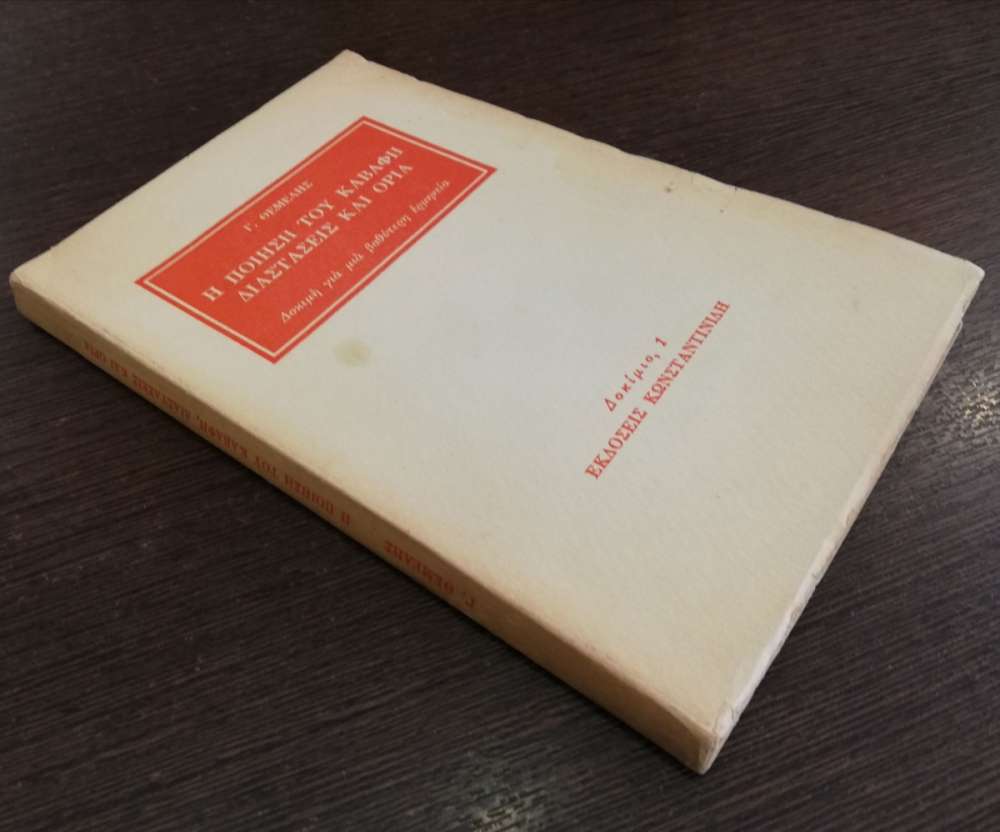 Γ. ΘΕΜΕΛΗΣ
Η ΠΟΙΗΣΗ ΤΟΥ ΚΑΒΑΦΗ
ΔΙΑΣΤΑΣΕΙΣ ΚΑΙ ΟΡΙΑ
Δοκιμὴ γιὰ μιὰ βαθύτερη ἑρμηνεία
Δοκίμιο, 1
ΕΚΔΟΣΕΙΣ ΚΩΝΣΤΑΝΤΙΝΙΔΗ
Γ. ΘΕΜΕΛΗΣ Η ΠΟΙΗΣΗ ΤΟΥ ΚΑΒΑΦΗ, ΔΙΑΣΤΑΣΕΙΣ ΚΑΙ ΟΡΙΑ